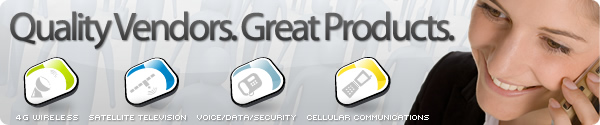 Quality Vendors. Great Products.
4G WIRELESS SATELLITE TELEVISION VOICE/DATA/SECURITY CELLULAR COMMUNICATIONS